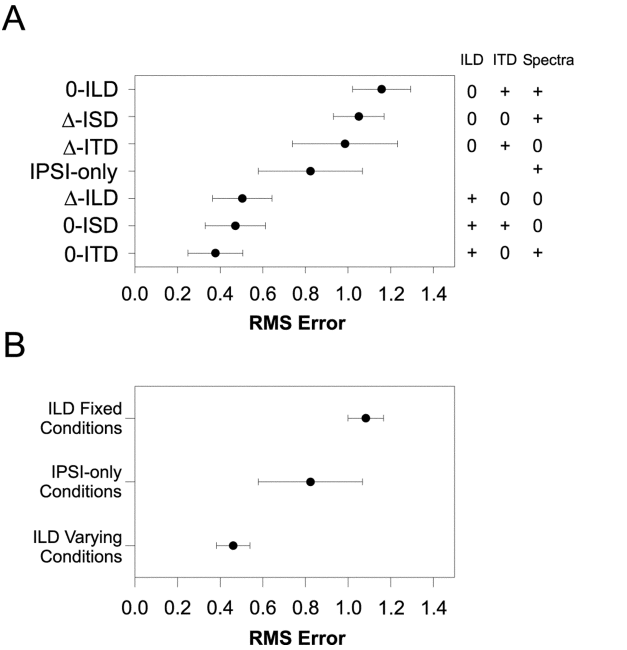 A
ILD ITD Spectra
0-ILD 0 + +
Δ-ISD 0 0 +
Δ-ITD 0 + 0
IPSI-only +
Δ-ILD + 0 0
0-ISD + + 0
0-ITD + 0 +
0.0 0.2 0.4 0.6 0.8 1.0 1.2 1.4
RMS Error
B
ILD Fixed
Conditions
IPSI-only
Conditions
ILD Varying
Conditions
0.0 0.2 0.4 0.6 0.8 1.0 1.2 1.4
RMS Error